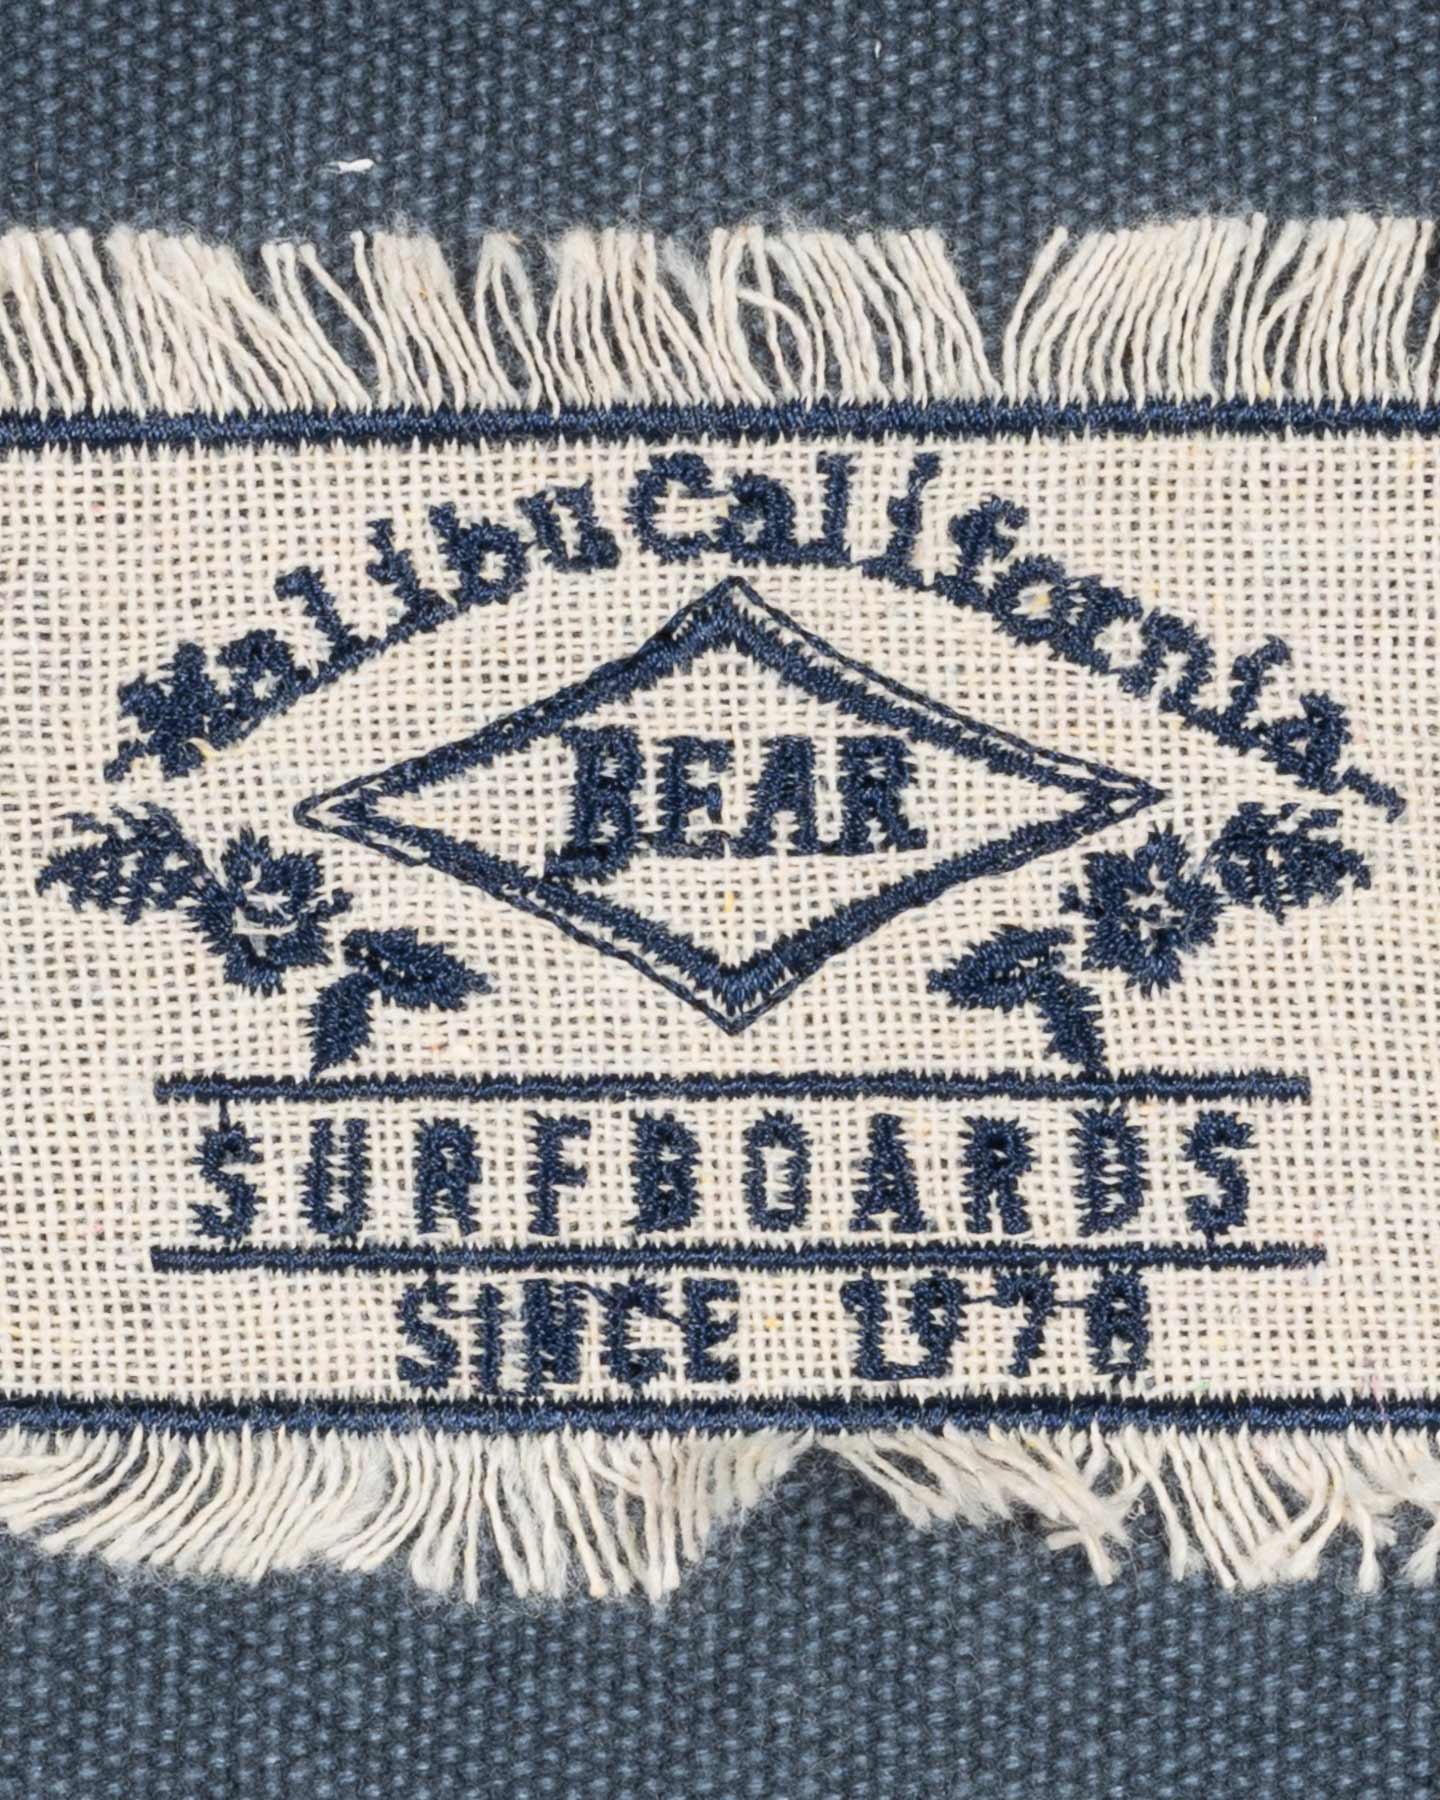 Malibu California
BEAR
SURFBOARDS
SINCE 1978